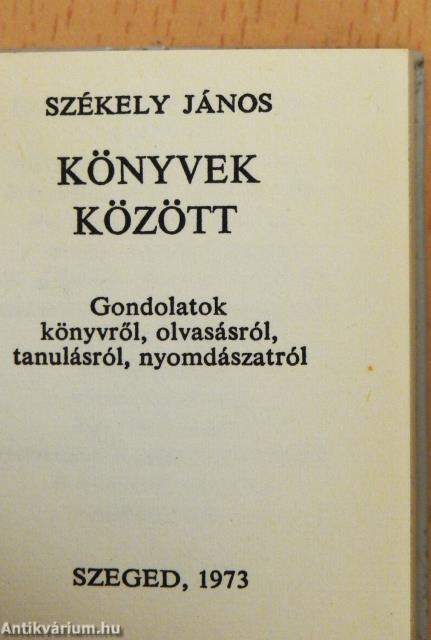 SZÉKELY JÁNOS
KÖNYVEK
KÖZÖTT
Gondolatok
könyvről, olvasásról,
tanulásról, nyomdászatról
SZEGED, 1973
Antikvárium.hu